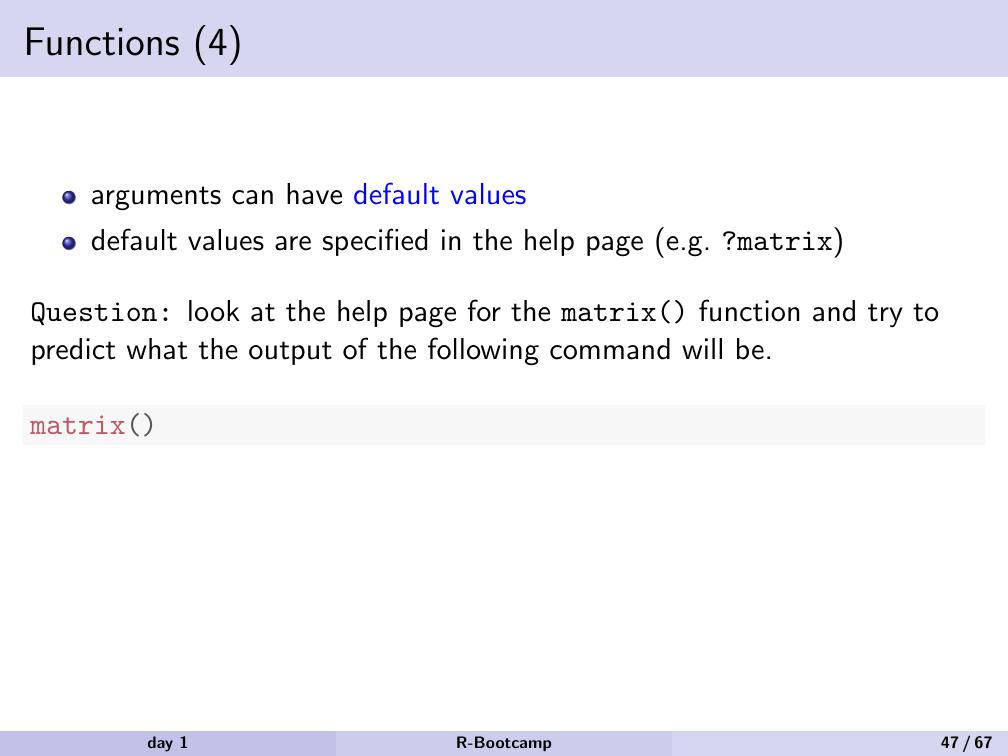 Functions (4)
arguments can have default values
default values are specified in the help page (e.g. ?matrix)
Question: look at the help page for the matrix() function and try to
predict what the output of the following command will be.
matrix()
day 1 R-Bootcamp 47 / 67